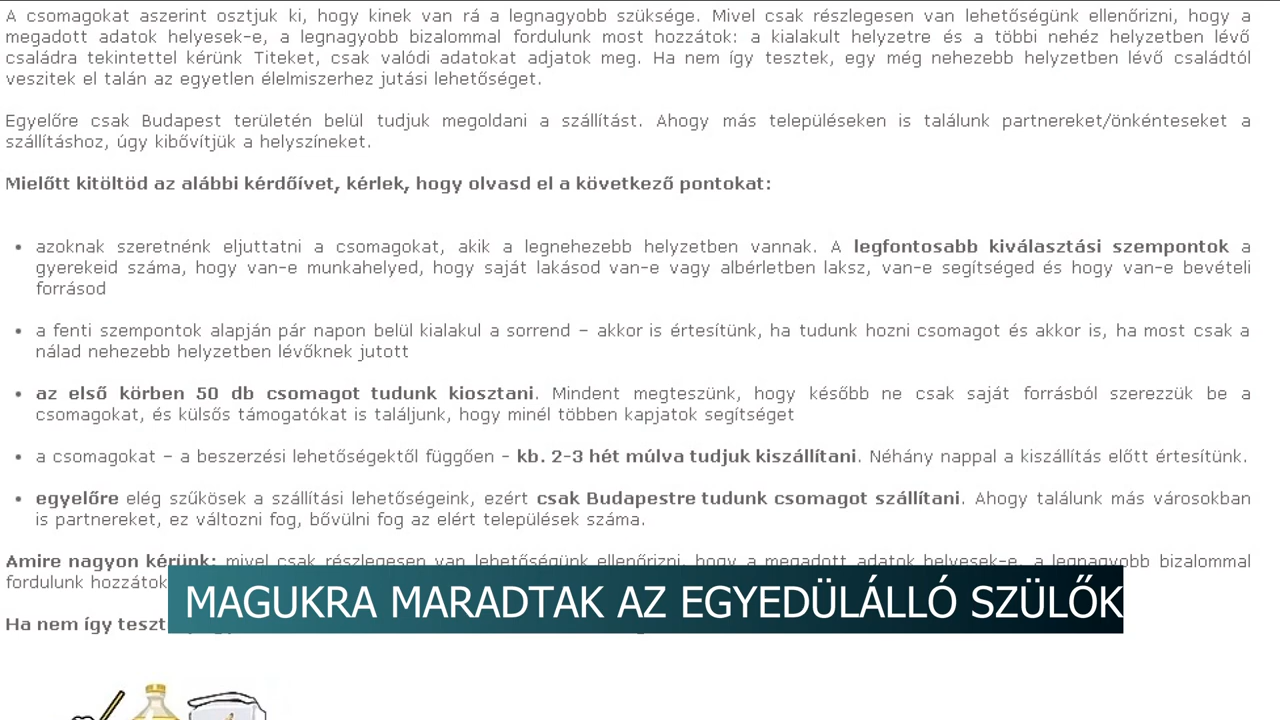 A csomagokat aszerint osztjuk ki, hogy kinek van rá a legnagyobb szüksége. Mivel csak részlegesen van lehetőségünk ellenőrizni, hogy a
megadott adatok helyesek-e, a legnagyobb bizalommal fordulunk most hozzátok: a kialakult helyzetre és a többi nehéz helyzetben lévő
családra tekintettel kérünk Titeket, csak valódi adatokat adjatok meg. Ha nem így tesztek, egy még nehezebb helyzetben lévő családtól
veszitek el talán az egyetlen élelmiszerhez jutási lehetőséget.
Egyelőre csak Budapest területén belül tudjuk megoldani a szállítást. Ahogy más településeken is találunk partnereket/önkénteseket a
szállításhoz, úgy kibővítjük a helyszíneket.
Mielőtt kitöltöd az alábbi kérdőívet, kérlek, hogy olvasd el a következő pontokat:
• azoknak szeretnénk eljuttatni a csomagokat, akik a legnehezebb helyzetben vannak. A legfontosabb kiválasztási szempontok a
gyerekeid száma, hogy van-e munkahelyed, hogy saját lakásod van-e vagy albérletben laksz, van-e segítséged és hogy van-e bevételi
forrásod
• a fenti szempontok alapján pár napon belül kialakul a sorrend – akkor is értesítünk, ha tudunk hozni csomagot és akkor is, ha most csak a
nálad nehezebb helyzetben lévőknek jutott
• az első körben 50 db csomagot tudunk kiosztani. Mindent megteszünk, hogy később ne csak saját forrásból szerezzük be a
csomagokat, és külsős támogatókat is találjunk, hogy minél többen kapjatok segítséget
• a csomagokat – a beszerzési lehetőségektől függően - kb. 2-3 hét múlva tudjuk kiszállítani. Néhány nappal a kiszállítás előtt értesítünk.
• egyelőre elég szűkösek a szállítási lehetőségeink, ezért csak Budapestre tudunk csomagot szállítani. Ahogy találunk más városokban
is partnereket, ez változni fog, bővülni fog az elért települések száma.
Amire nagyon kérünk: mivel csak részlegesen van lehetőségünk ellenőrizni, hogy a megadott adatok helyesek-e, a legnagyobb bizalommal
fordulunk hozzátok
MAGUKRA MARADTAK AZ EGYEDÜLÁLLÓ SZÜLŐK
Ha nem így